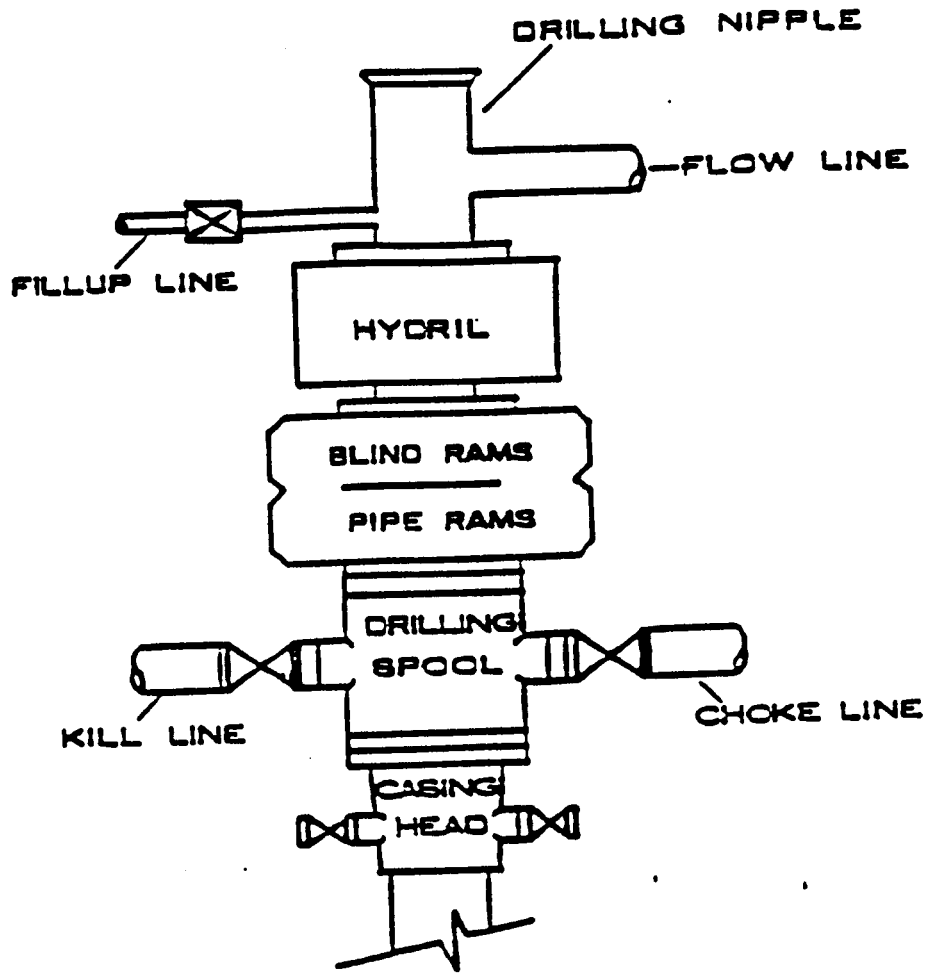 DRILLING NIPPLE
FLOW LINE
FILLUP LINE
HYDRIL
BLIND RAMS
PIPE RAMS
DRILLING
SPOOL
KILL LINE
CHOKE LINE
CASING
HEAD